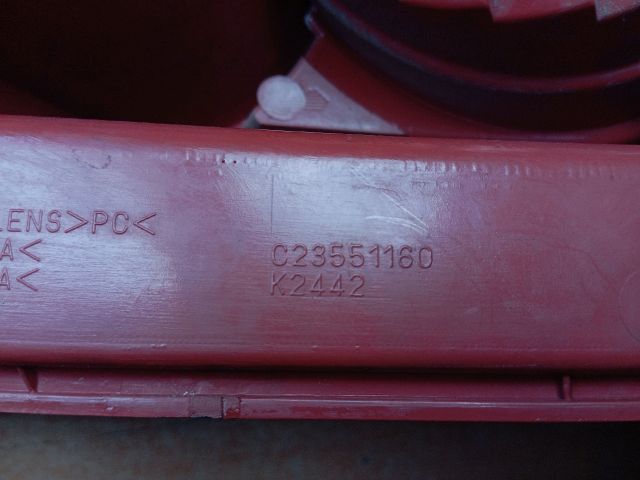 LENS>PC<
A<
A<
C23551160
K2442